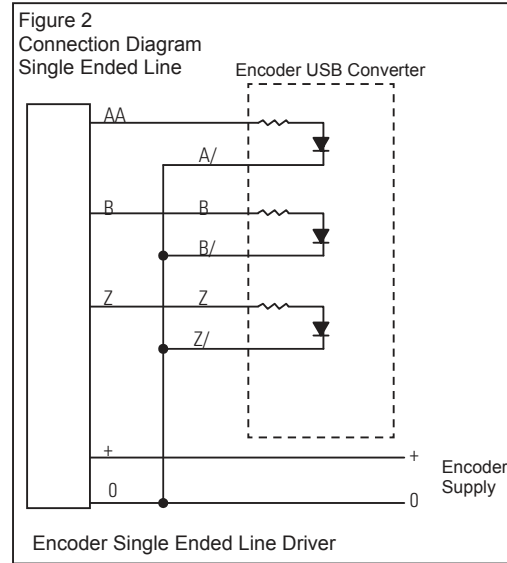 Figure 2
Connection Diagram
Single Ended Line
Encoder USB Converter
AA
A/
B B
B/
Z Z
Z/
+ +
Encoder
Supply
0 0
Encoder Single Ended Line Driver